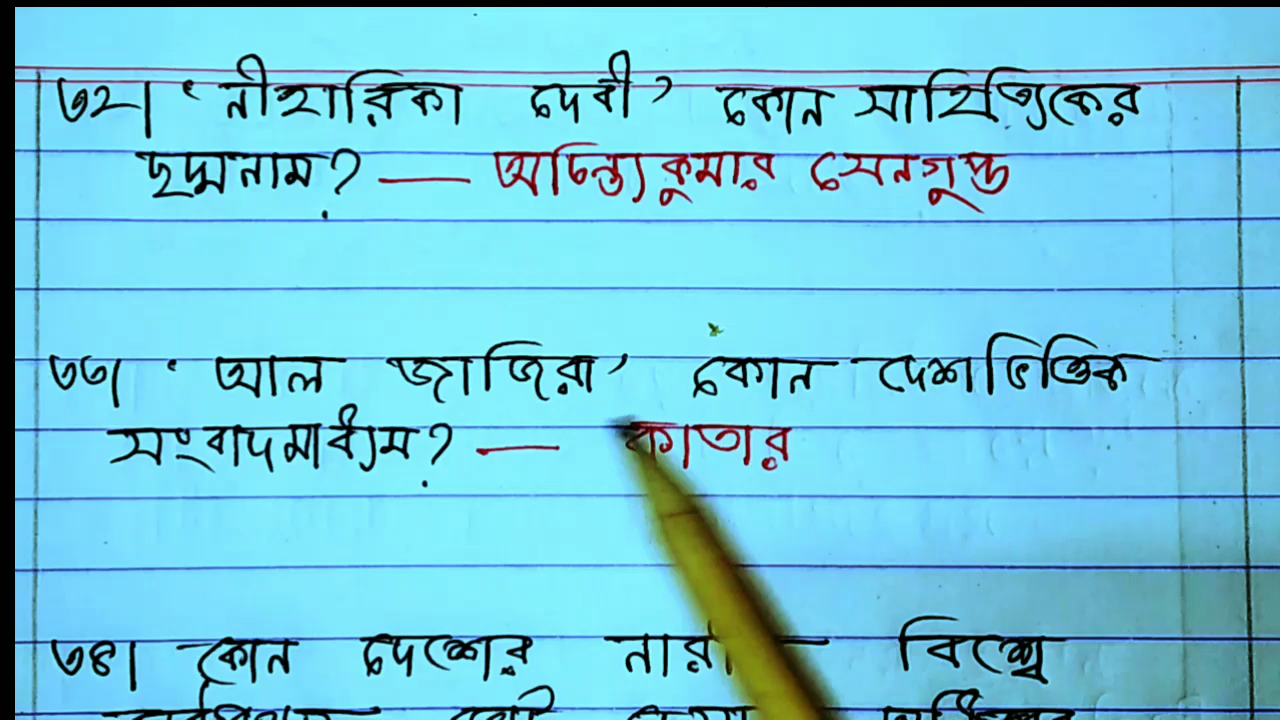 ৩২। 'নীহারিকা দেবী' কোন সাহিত্যিকের
ছদ্মনাম? — অচিন্ত্যকুমার সেনগুপ্ত
৩৩। 'আল জাজিরা' কোন দেশভিত্তিক
সংবাদমাধ্যম? — কাতার
৩৪। কোন দেশের বিশ্বে